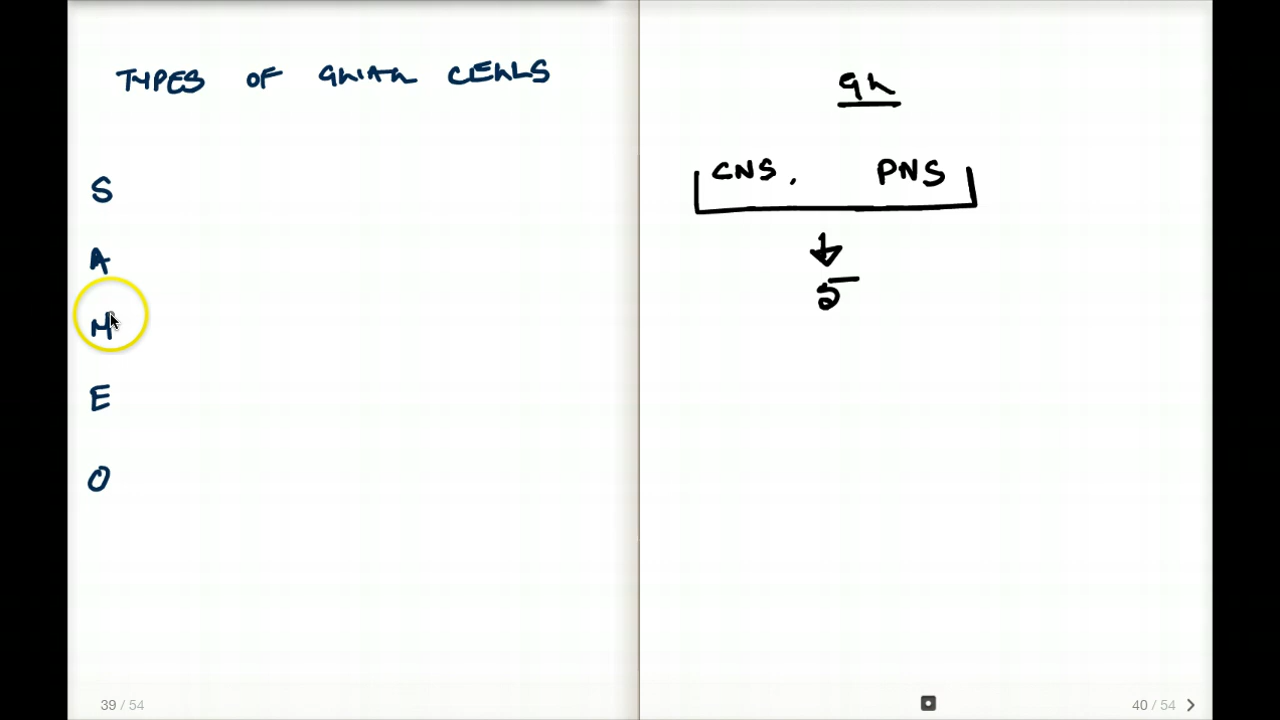 TYPES OF GLIAL CELLS
S
A
M
E
O
39 / 54
GL
CNS. PNS
5
40 / 54